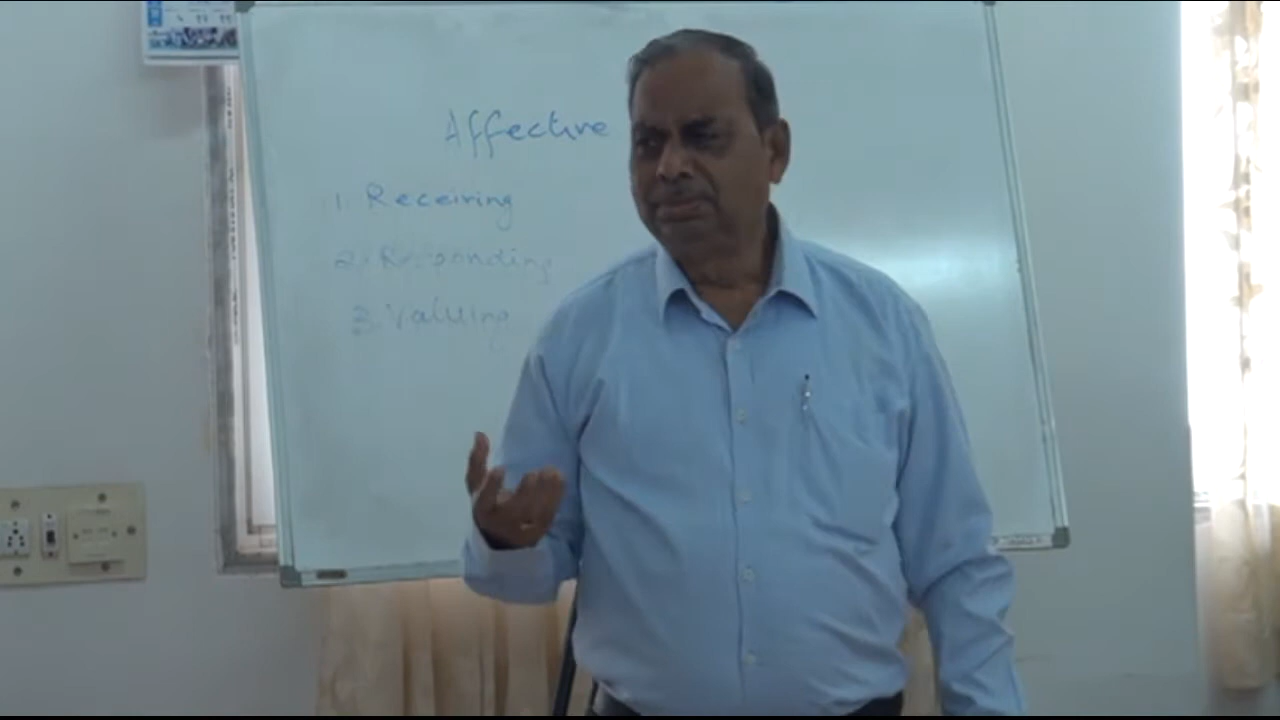 Affective
1. Receiving
2. Responding
3. Valuing